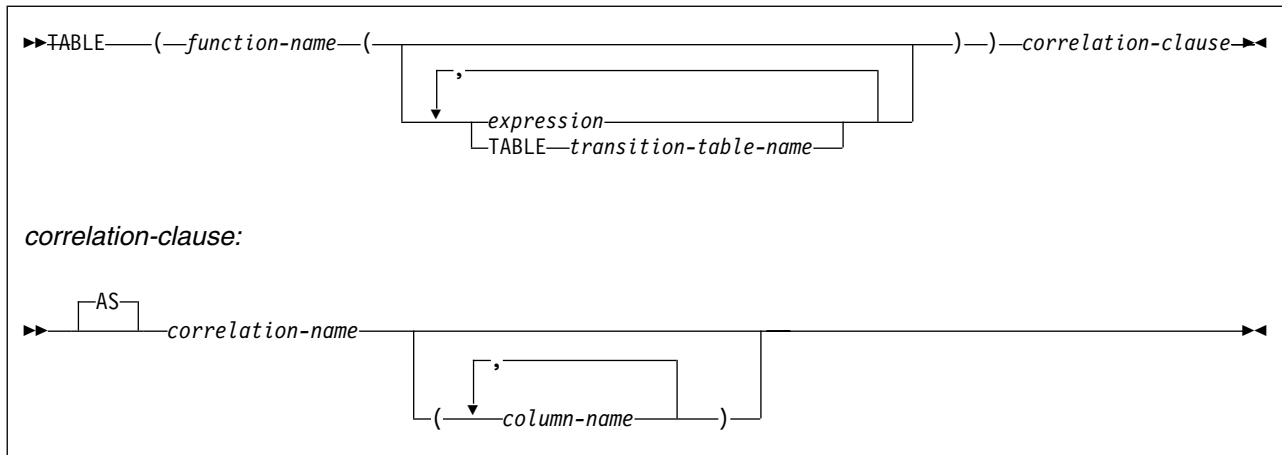 TABLE ( function-name ( ) ) correlation-clause
,
expression
TABLE transition-table-name
correlation-clause:
AS
correlation-name
,
( column-name )